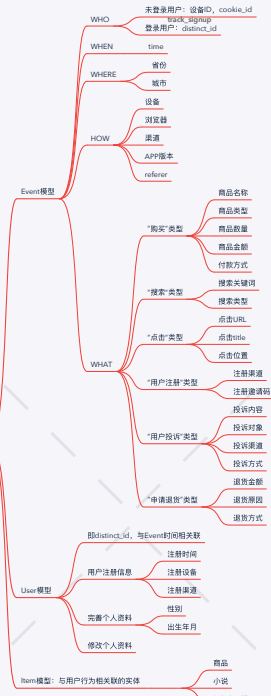 未登录用户：设备ID，cookie_id
WHO
track_signup
登录用户：distinct_id
WHEN
time
省份
WHERE
城市
设备
浏览器
HOW
渠道
APP版本
referer
Event模型
商品名称
商品类型
“购买”类型
商品数量
商品金额
付款方式
搜索关键词
“搜索”类型
搜索类型
点击URL
“点击”类型
点击title
点击位置
WHAT
注册渠道
“用户注册”类型
注册邀请码
投诉内容
投诉对象
“用户投诉”类型
投诉渠道
投诉方式
退货金额
“申请退货”类型
退货原因
退货方式
即distinct_id，与Event时间相关联
注册时间
用户注册信息
注册设备
注册渠道
User模型
性别
完善个人资料
出生年月
修改个人资料
商品
Item模型：与用户行为相关联的实体
小说